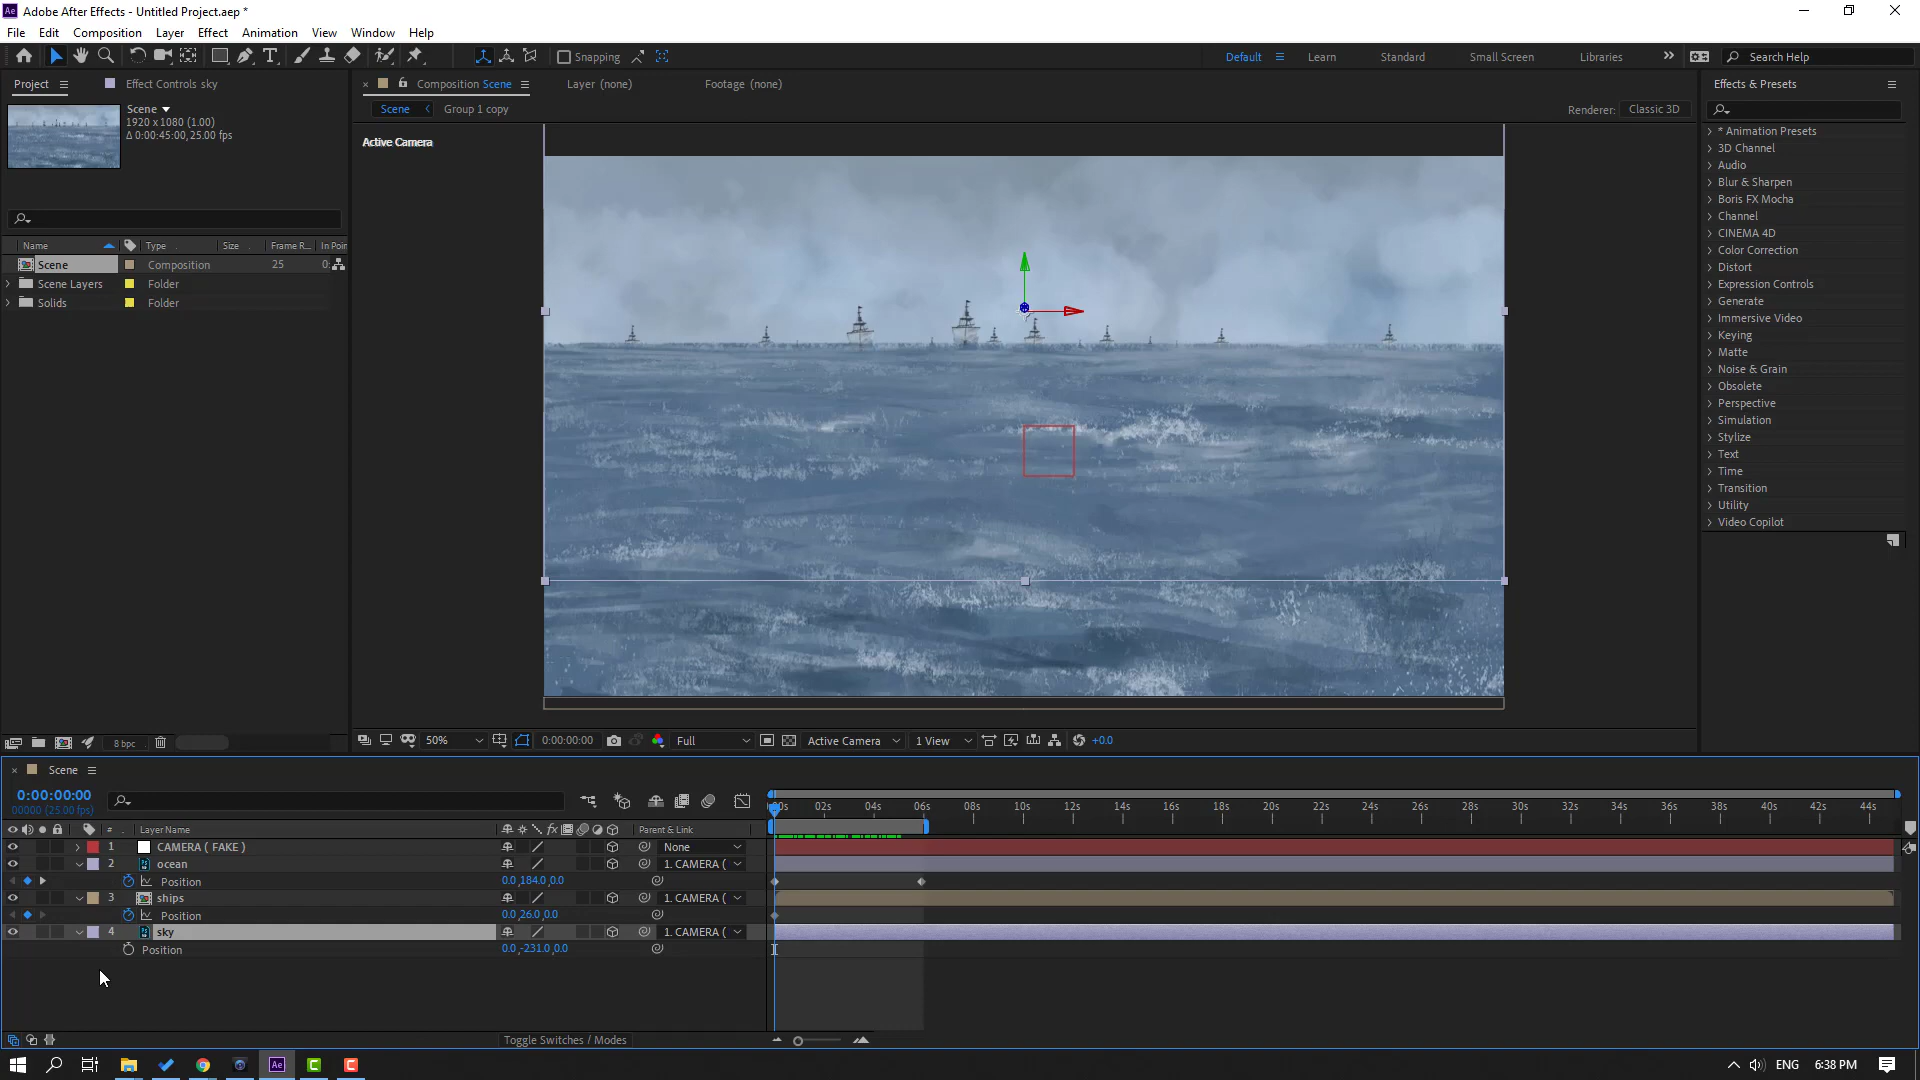 Adobe After Effects - Untitled Project.aep *
File Edit Composition Layer Effect Animation View Window Help
Snapping
Default Learn Standard Small Screen Libraries Search Help
Project Effect Controls sky
Composition Scene Layer (none) Footage (none)
Effects & Presets
Scene
1920 x 1080 (1.00)
Δ 0:00:45:00, 25.00 fps
Scene Group 1 copy
Renderer: Classic 3D
Active Camera
Name Type Size Frame R... In Poin
Scene Composition 25 0:
Scene Layers Folder
Solids Folder
* Animation Presets
3D Channel
Audio
Blur & Sharpen
Boris FX Mocha
Channel
CINEMA 4D
Color Correction
Distort
Expression Controls
Generate
Immersive Video
Keying
Matte
Noise & Grain
Obsolete
Perspective
Simulation
Stylize
Text
Time
Transition
Utility
Video Copilot
8 bpc
50% 0:00:00:00 Full Active Camera 1 View +0.0
Scene
0:00:00:00
00000 (25.00 fps)
00s 02s 04s 06s 08s 10s 12s 14s 16s 18s 20s 22s 24s 26s 28s 30s 32s 34s 36s 38s 40s 42s 44s
# Layer Name fx Parent & Link
1 CAMERA ( FAKE ) None
2 ocean 1. CAMERA (
Position 0.0,184.0,0.0
3 ships 1. CAMERA (
Position 0.0,26.0,0.0
4 sky 1. CAMERA (
Position 0.0,-231.0,0.0
Toggle Switches / Modes
Ae ENG 6:38 PM